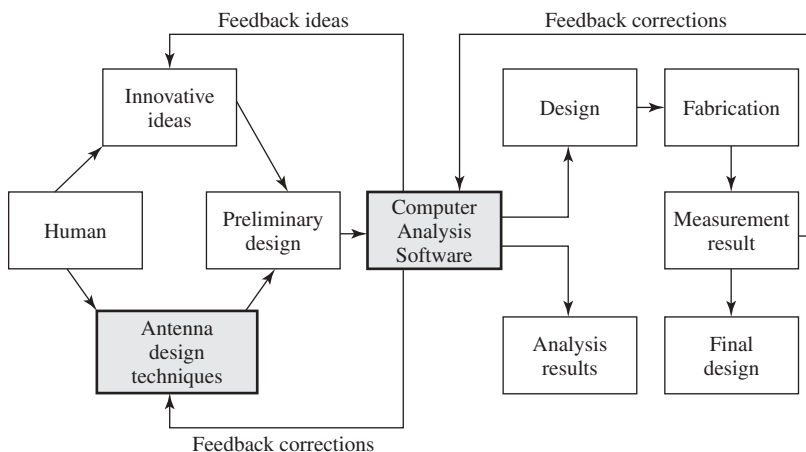 Feedback ideas
Feedback corrections
Innovative
ideas
Design
Fabrication
Human
Preliminary
design
Computer
Analysis
Software
Measurement
result
Antenna
design
techniques
Analysis
results
Final
design
Feedback corrections